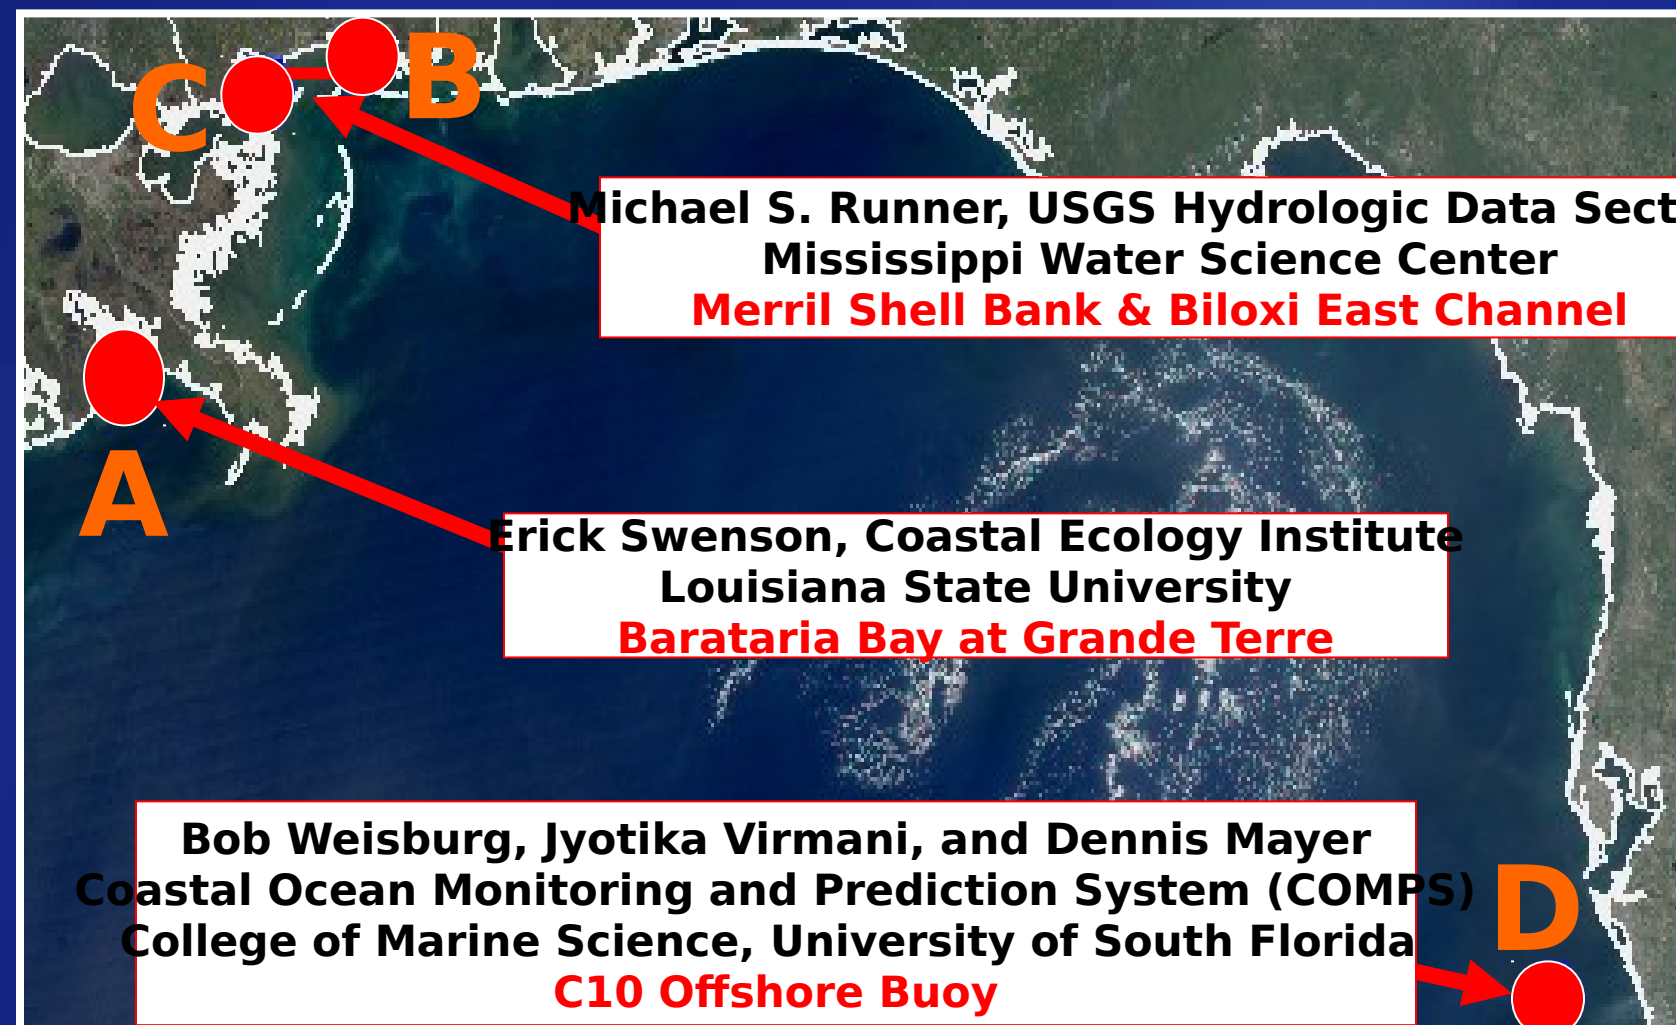 C
B
Michael S. Runner, USGS Hydrologic Data Sect
Mississippi Water Science Center
Merril Shell Bank & Biloxi East Channel
A
Erick Swenson, Coastal Ecology Institute
Louisiana State University
Barataria Bay at Grande Terre
Bob Weisburg, Jyotika Virmani, and Dennis Mayer
Coastal Ocean Monitoring and Prediction System (COMPS)
College of Marine Science, University of South Florida
C10 Offshore Buoy
D